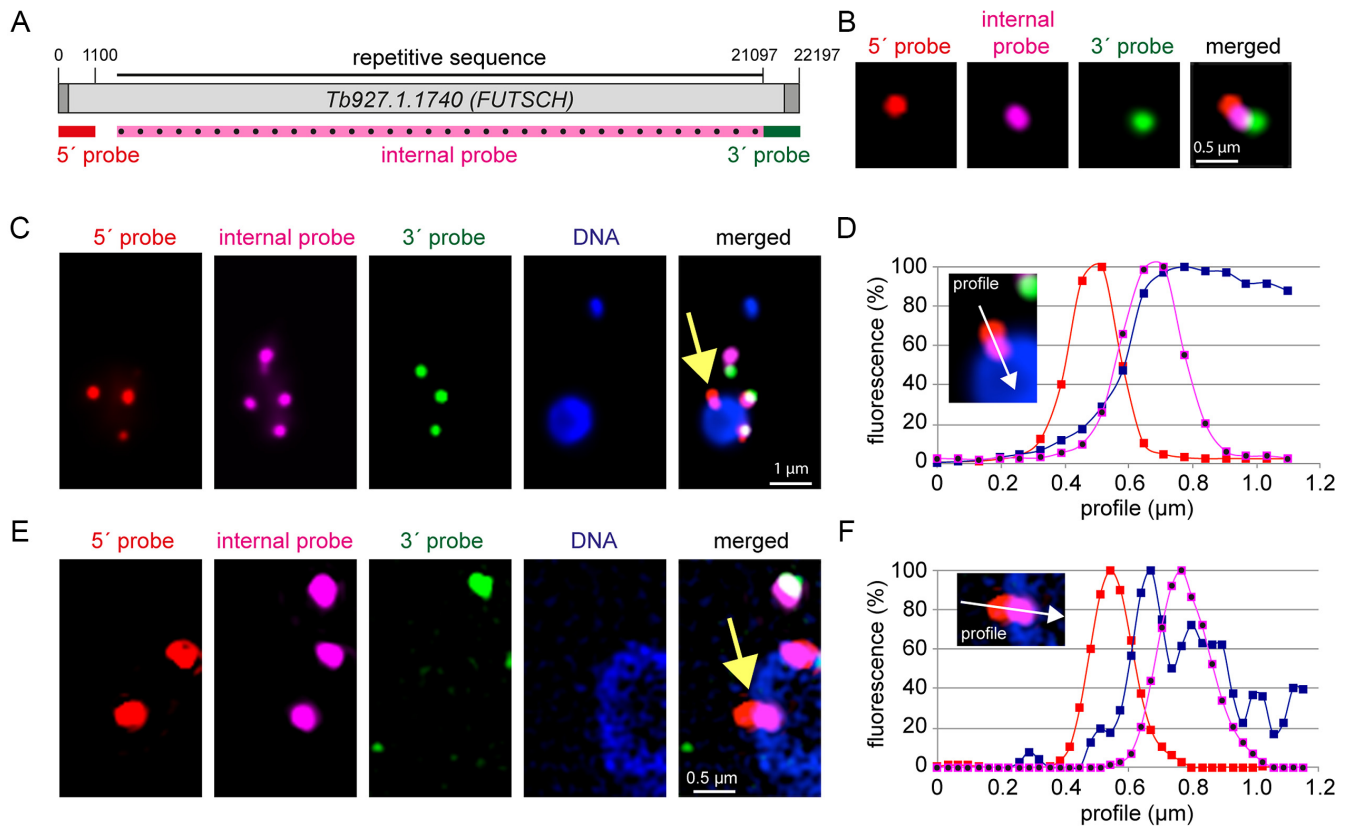 A
0 1100 repetitive sequence 21097 22197
Tb927.1.1740 (FUTSCH)
5´ probe internal probe 3´ probe
B
5´ probe internal probe 3´ probe merged
0.5 µm
C
5´ probe internal probe 3´ probe DNA merged
1 µm
D
fluorescence (%)
100
80
60
40
20
0
profile
0 0.2 0.4 0.6 0.8 1.0 1.2
profile (µm)
E
5´ probe internal probe 3´ probe DNA merged
0.5 µm
F
fluorescence (%)
100
80
60
40
20
0
profile
0 0.2 0.4 0.6 0.8 1.0 1.2
profile (µm)